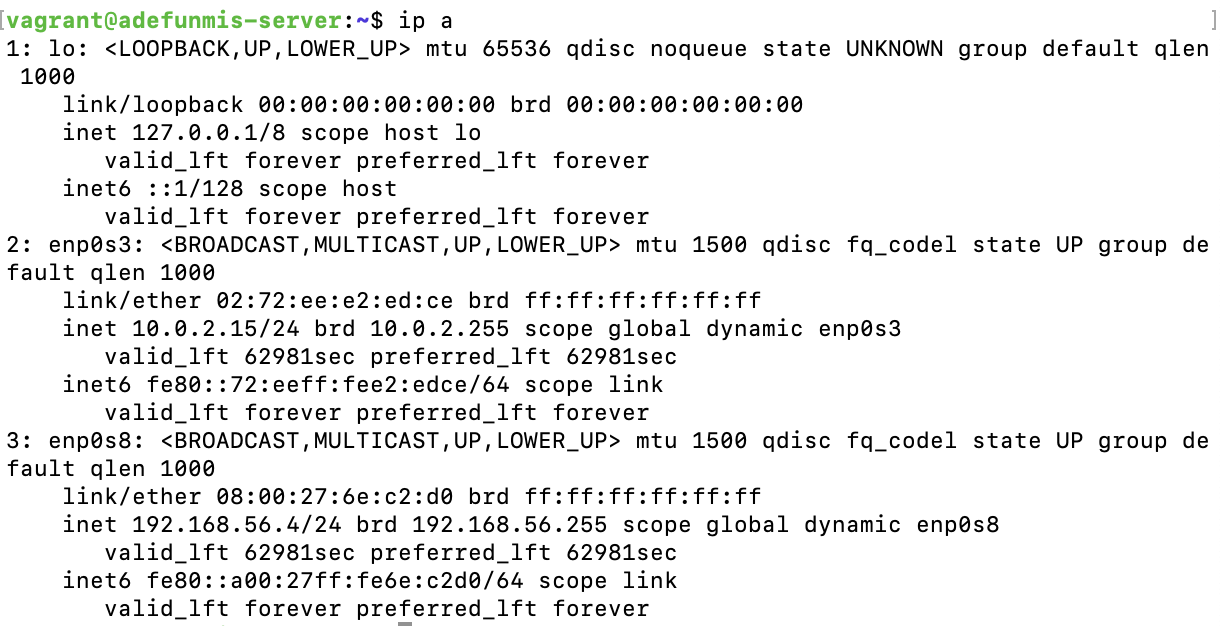 [vagrant@adefunmis-server:~$ ip a ]
1: lo: <LOOPBACK,UP,LOWER_UP> mtu 65536 qdisc noqueue state UNKNOWN group default qlen
 1000
    link/loopback 00:00:00:00:00:00 brd 00:00:00:00:00:00
    inet 127.0.0.1/8 scope host lo
       valid_lft forever preferred_lft forever
    inet6 ::1/128 scope host
       valid_lft forever preferred_lft forever
2: enp0s3: <BROADCAST,MULTICAST,UP,LOWER_UP> mtu 1500 qdisc fq_codel state UP group de
fault qlen 1000
    link/ether 02:72:ee:e2:ed:ce brd ff:ff:ff:ff:ff:ff
    inet 10.0.2.15/24 brd 10.0.2.255 scope global dynamic enp0s3
       valid_lft 62981sec preferred_lft 62981sec
    inet6 fe80::72:eeff:fee2:edce/64 scope link
       valid_lft forever preferred_lft forever
3: enp0s8: <BROADCAST,MULTICAST,UP,LOWER_UP> mtu 1500 qdisc fq_codel state UP group de
fault qlen 1000
    link/ether 08:00:27:6e:c2:d0 brd ff:ff:ff:ff:ff:ff
    inet 192.168.56.4/24 brd 192.168.56.255 scope global dynamic enp0s8
       valid_lft 62981sec preferred_lft 62981sec
    inet6 fe80::a00:27ff:fe6e:c2d0/64 scope link
       valid_lft forever preferred_lft forever